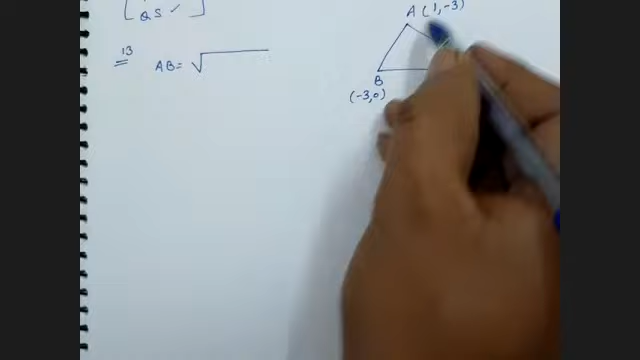 QS ✓
13
AB = √
A (1, -3)
B
(-3, 0)